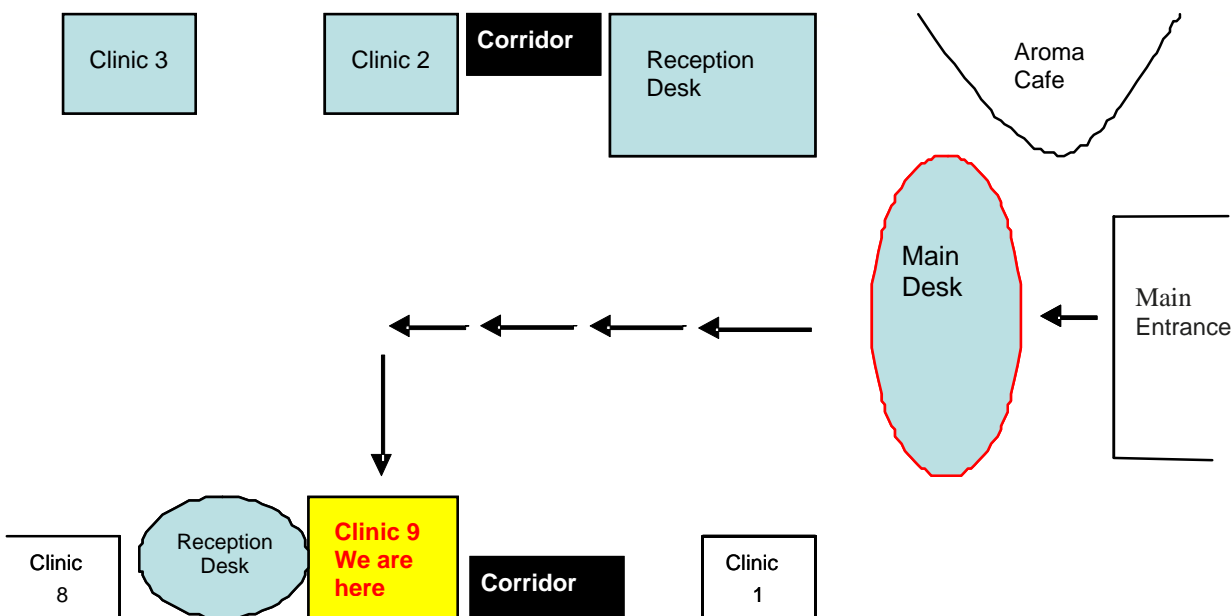 Clinic 3
Clinic 2
Corridor
Reception
Desk
Aroma
Cafe
Main
Desk
Main
Entrance
Clinic
8
Reception
Desk
Clinic 9
We are
here
Corridor
Clinic
1